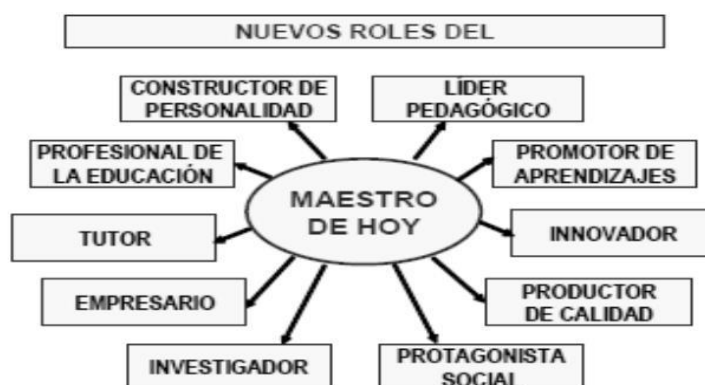 NUEVOS ROLES DEL
CONSTRUCTOR DE
PERSONALIDAD
LÍDER
PEDAGÓGICO
PROFESIONAL DE
LA EDUCACIÓN
PROMOTOR DE
APRENDIZAJES
MAESTRO
DE HOY
TUTOR
INNOVADOR
EMPRESARIO
PRODUCTOR
DE CALIDAD
INVESTIGADOR
PROTAGONISTA
SOCIAL